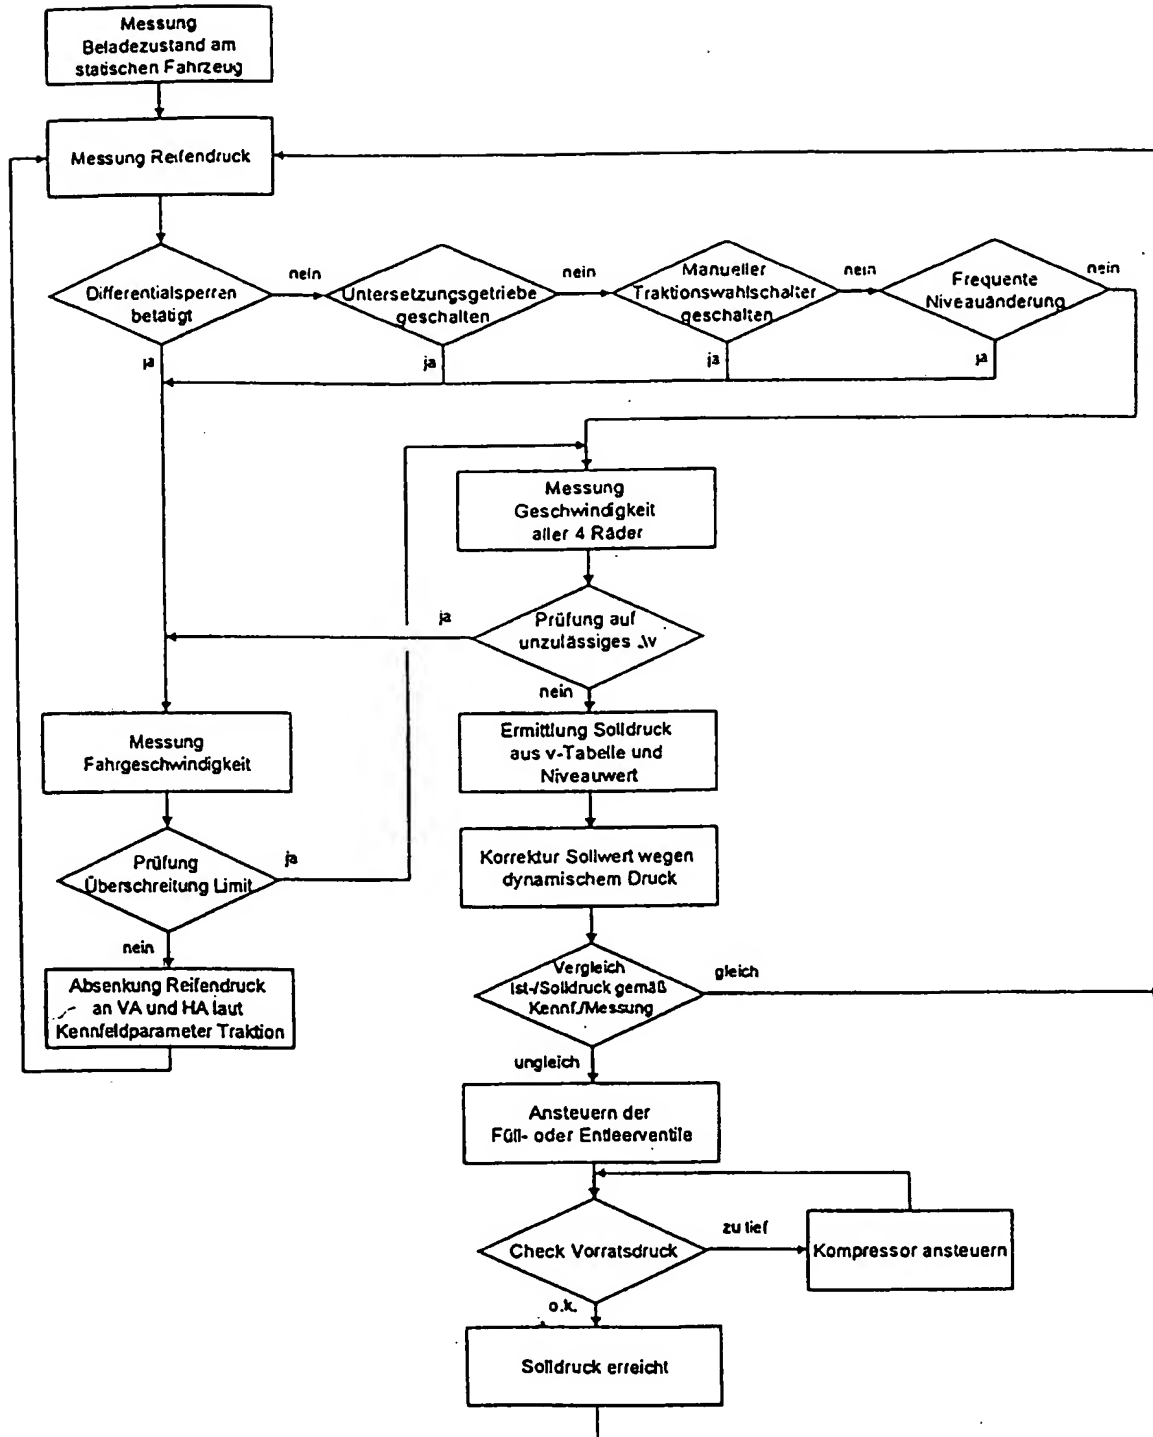 Messung
Beladezustand am
statischen Fahrzeug
Messung Reifendruck
Differentialsperren
betätigt
nein
Untersetzungsgetriebe
geschalten
nein
Manueller
Traktionswahlschalter
geschalten
nein
Frequente
Niveauänderung
nein
ja
ja
ja
ja
Messung
Geschwindigkeit
aller 4 Räder
ja
Prüfung auf
unzulässiges Δv
nein
Messung
Fahrgeschwindigkeit
Ermittlung Solldruck
aus v-Tabelle und
Niveauwert
Prüfung
Überschreitung Limit
ja
Korrektur Sollwert wegen
dynamischem Druck
nein
Absenkung Reifendruck
an VA und HA laut
Kennfeldparameter Traktion
Vergleich
Ist-/Solldruck gemäß
Kennf./Messung
gleich
ungleich
Ansteuern der
Füll- oder Entleerventile
Check Vorratsdruck
zu tief
Kompressor ansteuern
o.k.
Solldruck erreicht